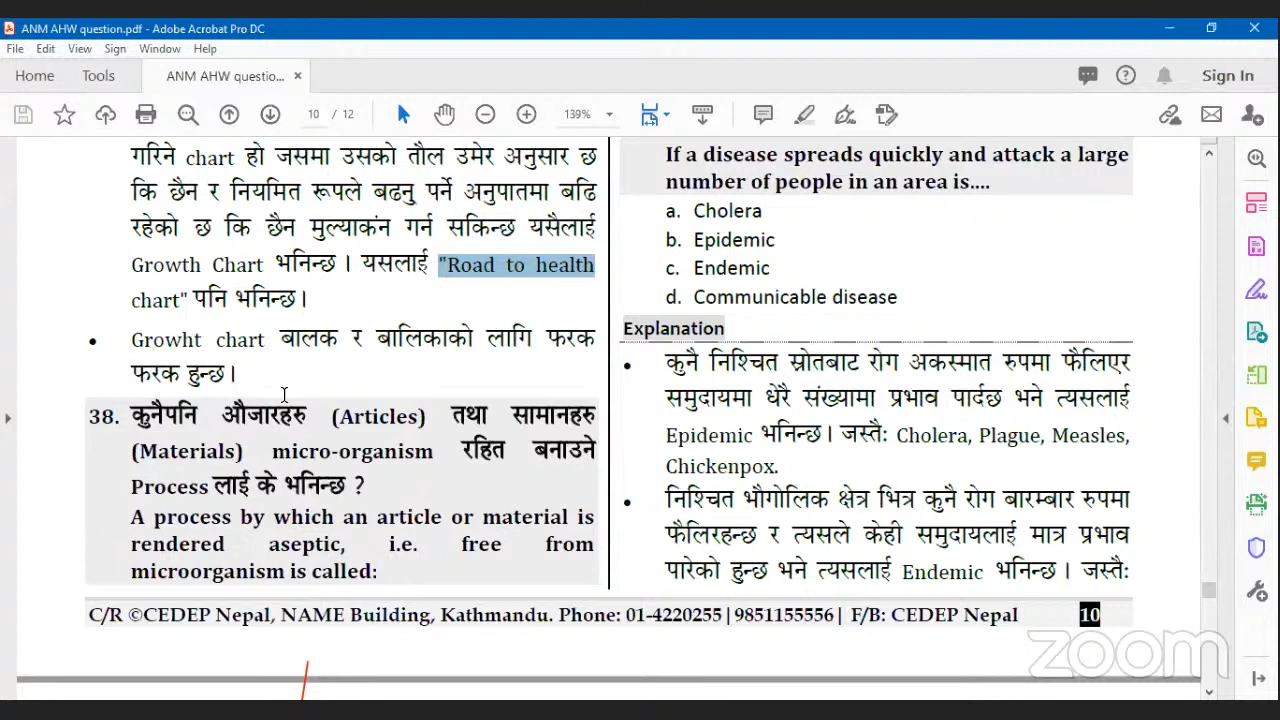 ANM AHW question.pdf - Adobe Acrobat Pro DC
File Edit View Sign Window Help
Home Tools ANM AHW questio... × Sign In
10 / 12 139%
गरिने chart हो जसमा उसको तौल उमेर अनुसार छ
कि छैन र नियमित रूपले बढ्नु पर्ने अनुपातमा बढि
रहेको छ कि छैन मुल्याकंन गर्न सकिन्छ यसैलाई
Growth Chart भनिन्छ। यसलाई "Road to health
chart" पनि भनिन्छ।
• Growht chart बालक र बालिकाको लागि फरक
फरक हुन्छ।
38. कुनैपनि औजारहरु (Articles) तथा सामानहरु
(Materials) micro-organism रहित बनाउने
Process लाई के भनिन्छ ?
A process by which an article or material is
rendered aseptic, i.e. free from
microorganism is called:
If a disease spreads quickly and attack a large
number of people in an area is....
a. Cholera
b. Epidemic
c. Endemic
d. Communicable disease
Explanation
• कुनै निश्चित स्रोतबाट रोग अकस्मात रुपमा फैलिएर
समुदायमा धेरै संख्यामा प्रभाव पार्दछ भने त्यसलाई
Epidemic भनिन्छ। जस्तैः Cholera, Plague, Measles,
Chickenpox.
• निश्चित भौगोलिक क्षेत्र भित्र कुनै रोग बारम्बार रुपमा
फैलिरहन्छ र त्यसले केही समुदायलाई मात्र प्रभाव
पारेको हुन्छ भने त्यसलाई Endemic भनिन्छ। जस्तैः
C/R ©CEDEP Nepal, NAME Building, Kathmandu. Phone: 01-4220255|9851155556| F/B: CEDEP Nepal 10
zoom